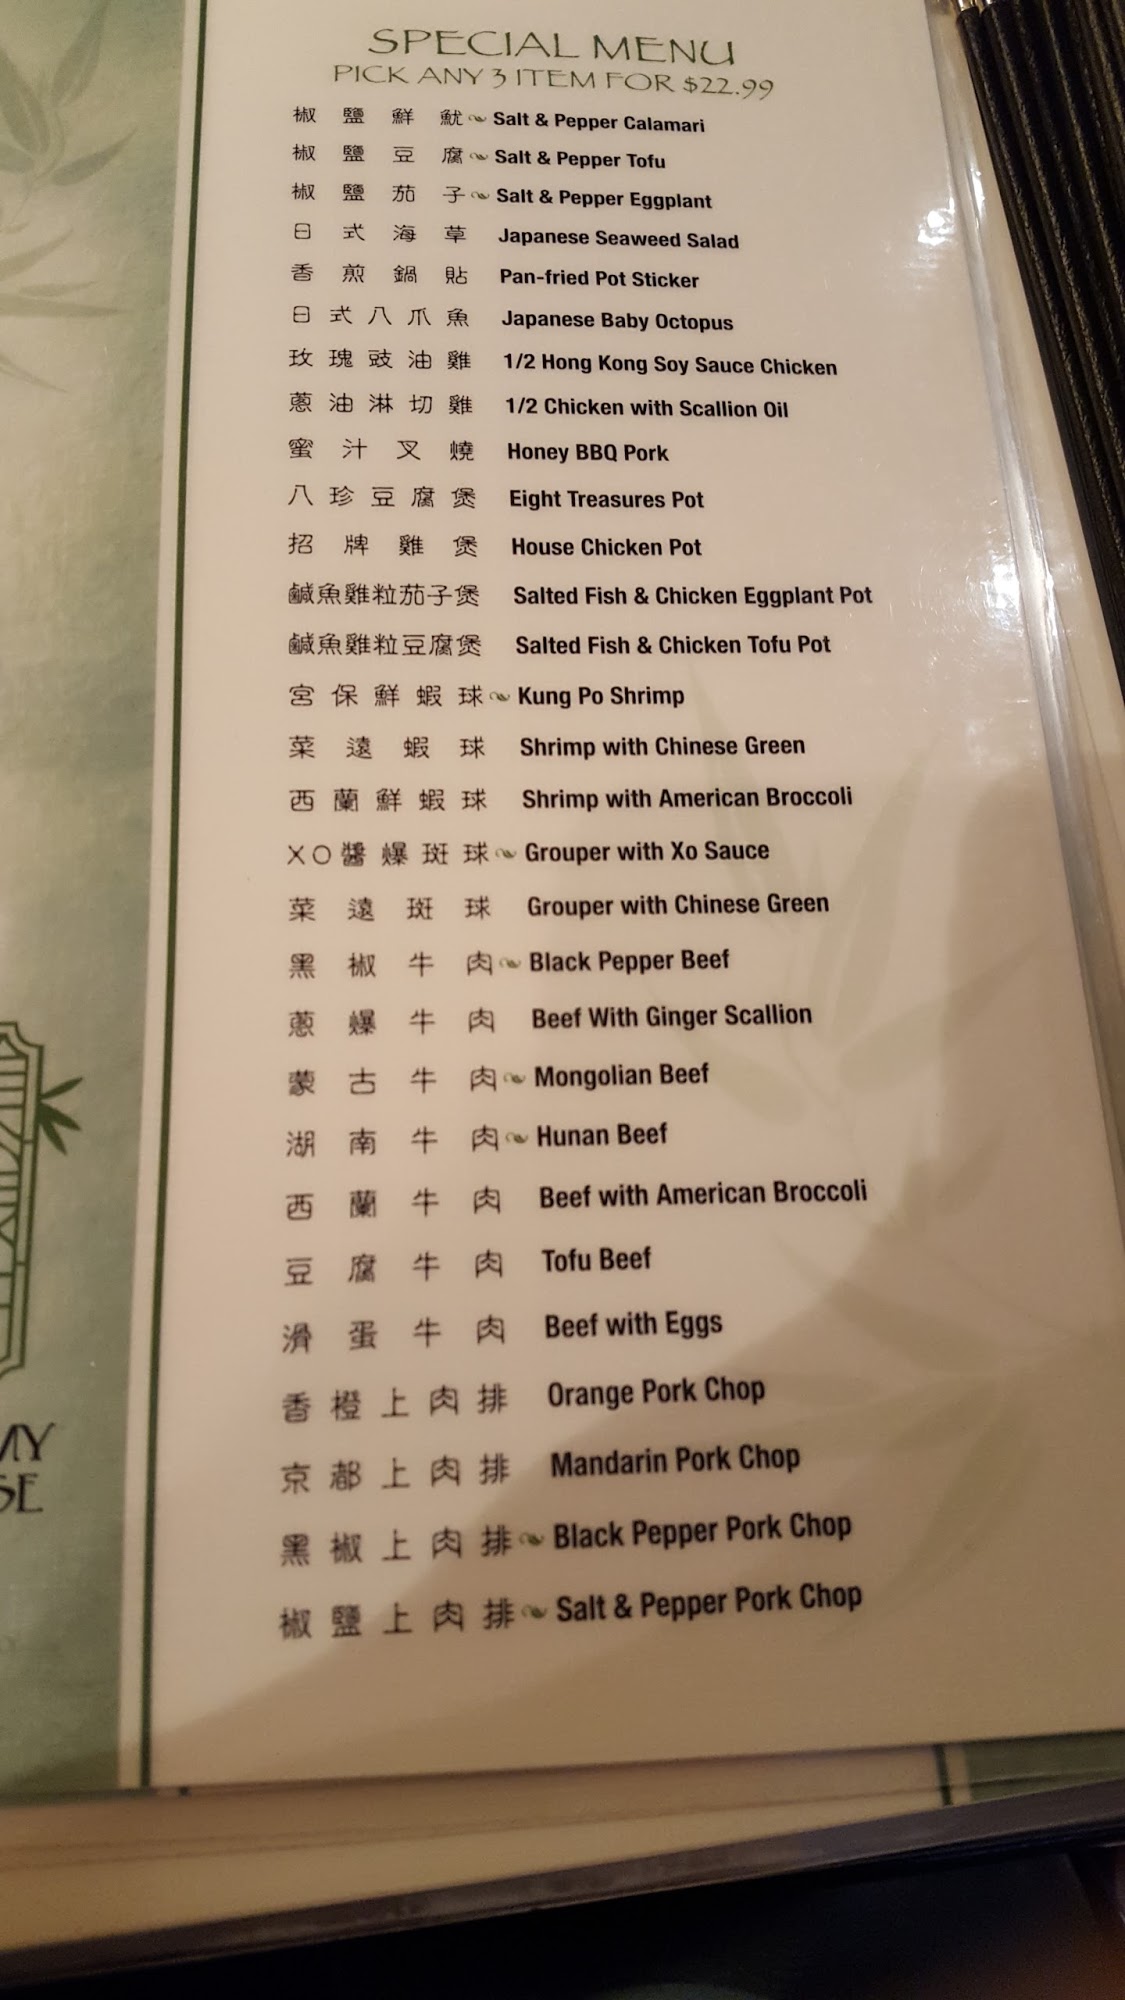 SPECIAL MENU
PICK ANY 3 ITEM FOR $22.99
椒鹽鮮魷 Salt & Pepper Calamari
椒鹽豆腐 Salt & Pepper Tofu
椒鹽茄子 Salt & Pepper Eggplant
日式海草 Japanese Seaweed Salad
香煎鍋貼 Pan-fried Pot Sticker
日式八爪魚 Japanese Baby Octopus
玫瑰豉油雞 1/2 Hong Kong Soy Sauce Chicken
蔥油淋切雞 1/2 Chicken with Scallion Oil
蜜汁叉燒 Honey BBQ Pork
八珍豆腐煲 Eight Treasures Pot
招牌雞煲 House Chicken Pot
鹹魚雞粒茄子煲 Salted Fish & Chicken Eggplant Pot
鹹魚雞粒豆腐煲 Salted Fish & Chicken Tofu Pot
宮保鮮蝦球 Kung Po Shrimp
菜遠蝦球 Shrimp with Chinese Green
西蘭鮮蝦球 Shrimp with American Broccoli
XO醬爆斑球 Grouper with Xo Sauce
菜遠斑球 Grouper with Chinese Green
黑椒牛肉 Black Pepper Beef
蔥爆牛肉 Beef With Ginger Scallion
蒙古牛肉 Mongolian Beef
湖南牛肉 Hunan Beef
西蘭牛肉 Beef with American Broccoli
豆腐牛肉 Tofu Beef
滑蛋牛肉 Beef with Eggs
香橙上肉排 Orange Pork Chop
京都上肉排 Mandarin Pork Chop
黑椒上肉排 Black Pepper Pork Chop
椒鹽上肉排 Salt & Pepper Pork Chop